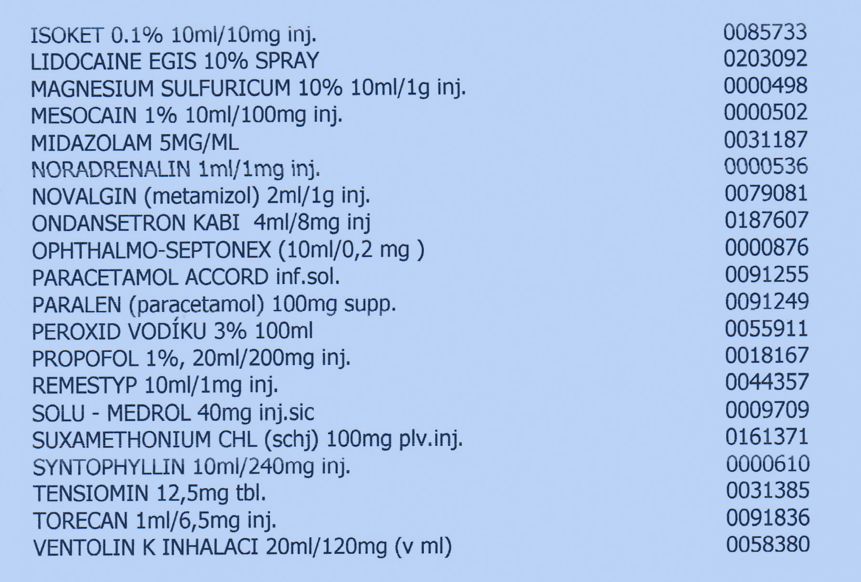 ISOKET 0.1% 10ml/10mg inj. 0085733
LIDOCAINE EGIS 10% SPRAY 0203092
MAGNESIUM SULFURICUM 10% 10ml/1g inj. 0000498
MESOCAIN 1% 10ml/100mg inj. 0000502
MIDAZOLAM 5MG/ML 0031187
NORADRENALIN 1ml/1mg inj. 0000536
NOVALGIN (metamizol) 2ml/1g inj. 0079081
ONDANSETRON KABI 4ml/8mg inj 0187607
OPHTHALMO-SEPTONEX (10ml/0,2 mg ) 0000876
PARACETAMOL ACCORD inf.sol. 0091255
PARALEN (paracetamol) 100mg supp. 0091249
PEROXID VODÍKU 3% 100ml 0055911
PROPOFOL 1%, 20ml/200mg inj. 0018167
REMESTYP 10ml/1mg inj. 0044357
SOLU - MEDROL 40mg inj.sic 0009709
SUXAMETHONIUM CHL (schj) 100mg plv.inj. 0161371
SYNTOPHYLLIN 10ml/240mg inj. 0000610
TENSIOMIN 12,5mg tbl. 0031385
TORECAN 1ml/6,5mg inj. 0091836
VENTOLIN K INHALACI 20ml/120mg (v ml) 0058380